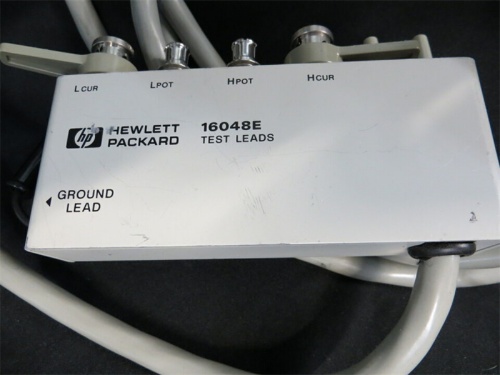 LCUR LPOT HPOT HCUR
hp HEWLETT PACKARD
16048E
TEST LEADS
GROUND
LEAD